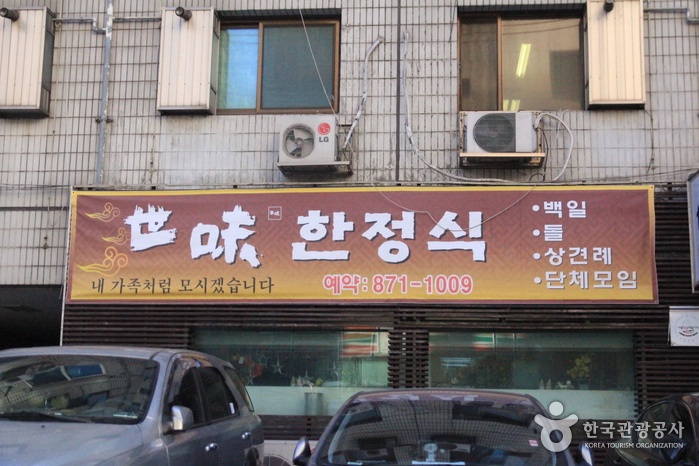 世味 한정식
•백일
•돌
•상견례
•단체모임
내 가족처럼 모시겠습니다
예약: 871-1009
LG
한국관광공사
KOREA TOURISM ORGANIZATION